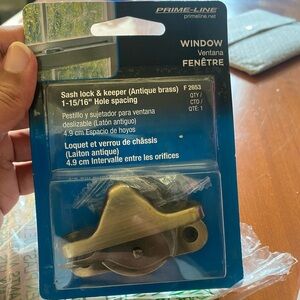 PRIME-LINE
primeline.net
WINDOW
Ventana
FENÊTRE
Sash lock & keeper (Antique brass)
1-15/16" Hole spacing
F 2653
QTY /
CTD /
QTÉ 1
Pestillo y sujetador para ventana
deslizable (Latón antiguo)
4.9 cm Espacio de hoyos
Loquet et verrou de châssis
(Laiton antique)
4.9 cm Intervalle entre les orifices